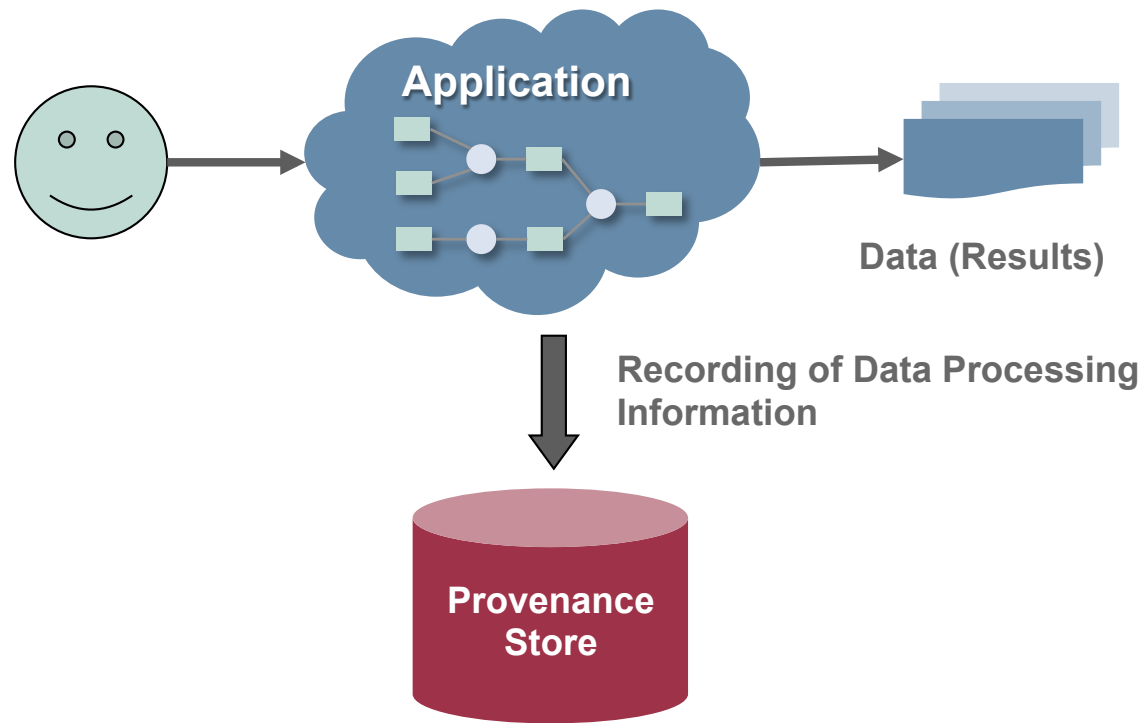 Application
Data (Results)
Recording of Data Processing
Information
Provenance
Store